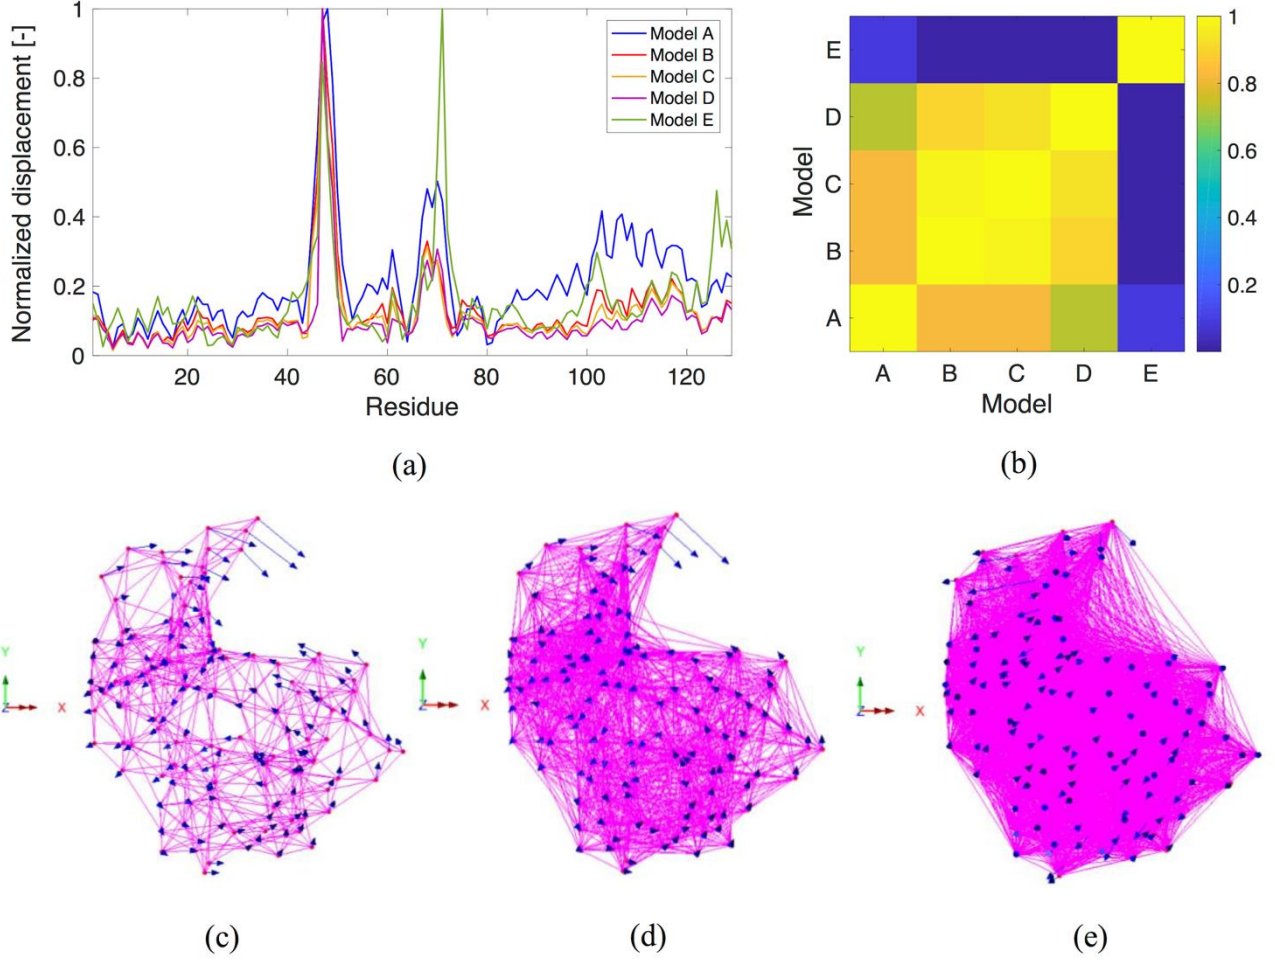 1
0.8
0.6
0.4
0.2
0
20
40
60
80
100
120
Normalized displacement [-]
Residue
Model A
Model B
Model C
Model D
Model E
(a)
E
D
C
B
A
Model
A B C D E
Model
1
0.8
0.6
0.4
0.2
(b)
Y
Z
X
(c)
Y
Z
X
(d)
Y
Z
X
(e)